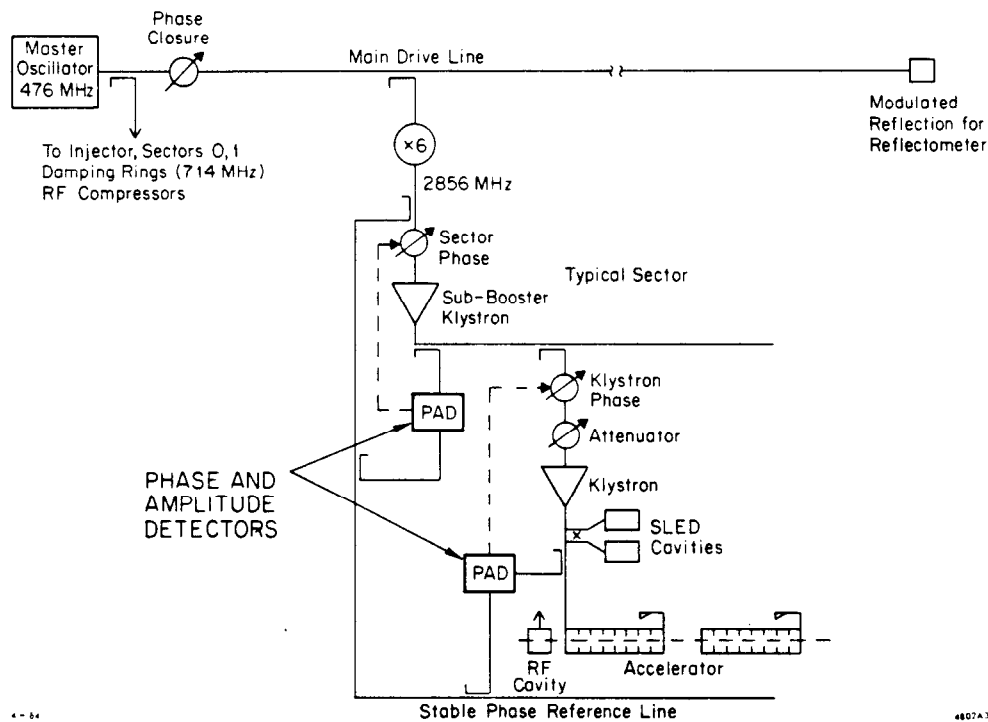 Phase
Closure
Master
Oscillator
476 MHz
Main Drive Line
Modulated
Reflection for
Reflectometer
To Injector, Sectors 0,1
Damping Rings (714 MHz)
RF Compressors
×6
2856 MHz
Sector
Phase
Typical Sector
Sub-Booster
Klystron
Klystron
Phase
PAD
Attenuator
PHASE AND
AMPLITUDE
DETECTORS
Klystron
SLED
Cavities
PAD
RF
Cavity
Accelerator
Stable Phase Reference Line
4-84
4807A3